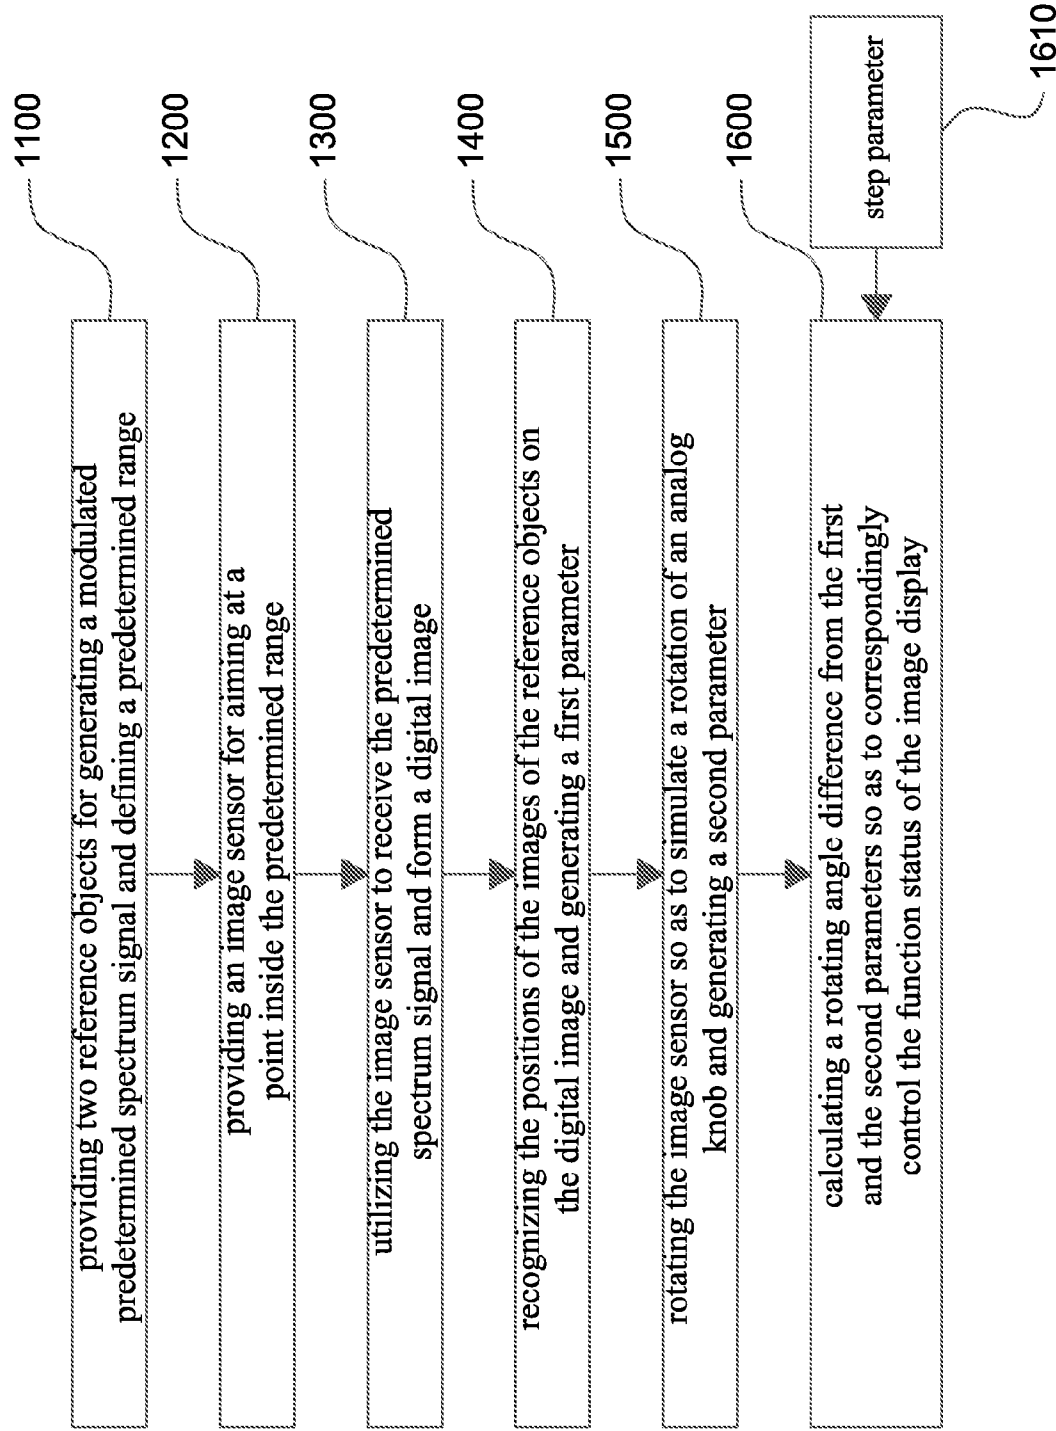 providing two reference objects for generating a modulated
predetermined spectrum signal and defining a predetermined range
1100
providing an image sensor for aiming at a
point inside the predetermined range
1200
utilizing the image sensor to receive the predetermined
spectrum signal and form a digital image
1300
recognizing the positions of the images of the reference objects on
the digital image and generating a first parameter
1400
rotating the image sensor so as to simulate a rotation of an analog
knob and generating a second parameter
1500
calculating a rotating angle difference from the first
and the second parameters so as to correspondingly
control the function status of the image display
1600
step parameter
1610